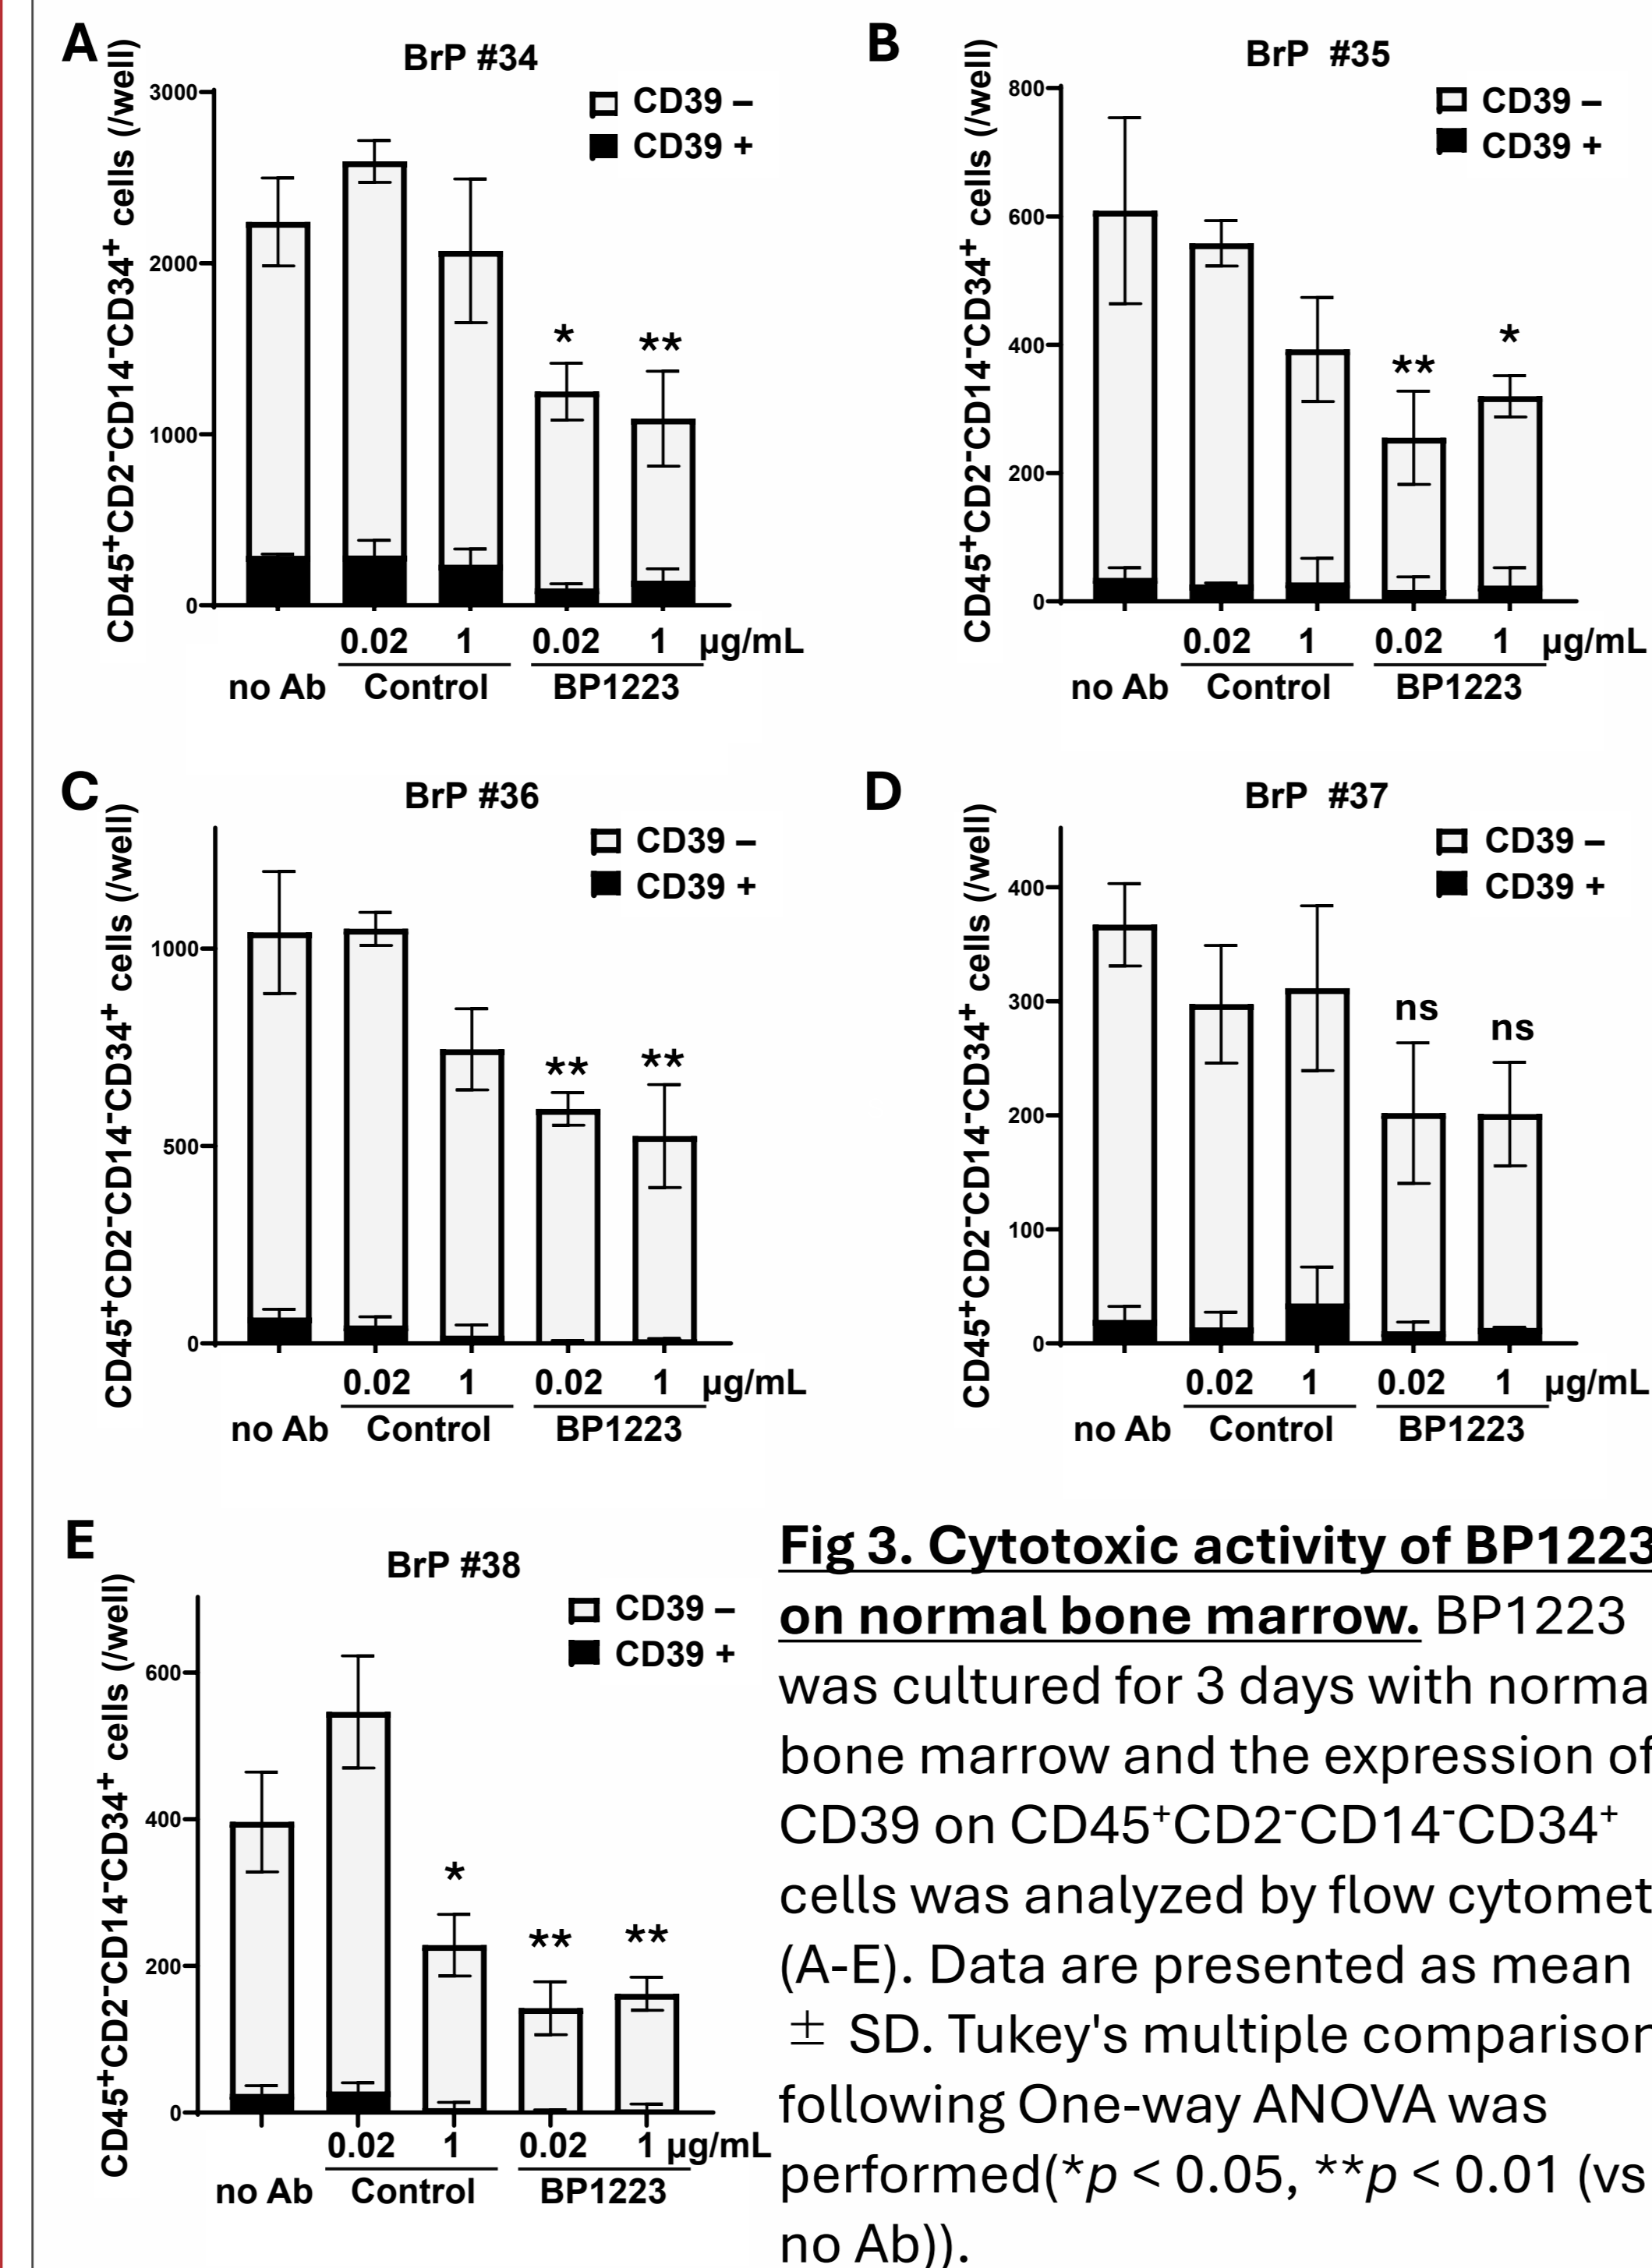 A
BrP #34
CD45⁺CD2⁻CD14⁻CD34⁺ cells (/well)
CD39 –
CD39 +
3000
2000
1000
0
0.02 1 0.02 1 µg/mL
no Ab Control BP1223
B
BrP #35
CD45⁺CD2⁻CD14⁻CD34⁺ cells (/well)
CD39 –
CD39 +
800
600
400
200
0
* **
** *
0.02 1 0.02 1 µg/mL
no Ab Control BP1223
C
BrP #36
CD45⁺CD2⁻CD14⁻CD34⁺ cells (/well)
CD39 –
CD39 +
1000
500
0
** **
0.02 1 0.02 1 µg/mL
no Ab Control BP1223
D
BrP #37
CD45⁺CD2⁻CD14⁻CD34⁺ cells (/well)
CD39 –
CD39 +
400
300
200
100
0
ns ns
0.02 1 0.02 1 µg/mL
no Ab Control BP1223
E
BrP #38
CD45⁺CD2⁻CD14⁻CD34⁺ cells (/well)
CD39 –
CD39 +
600
400
200
0
* ** **
0.02 1 0.02 1 µg/mL
no Ab Control BP1223
Fig 3. Cytotoxic activity of BP1223
on normal bone marrow. BP1223
was cultured for 3 days with norma
bone marrow and the expression of
CD39 on CD45⁺CD2⁻CD14⁻CD34⁺
cells was analyzed by flow cytomet
(A-E). Data are presented as mean
± SD. Tukey's multiple comparison
following One-way ANOVA was
performed(*p < 0.05, **p < 0.01 (vs
no Ab)).